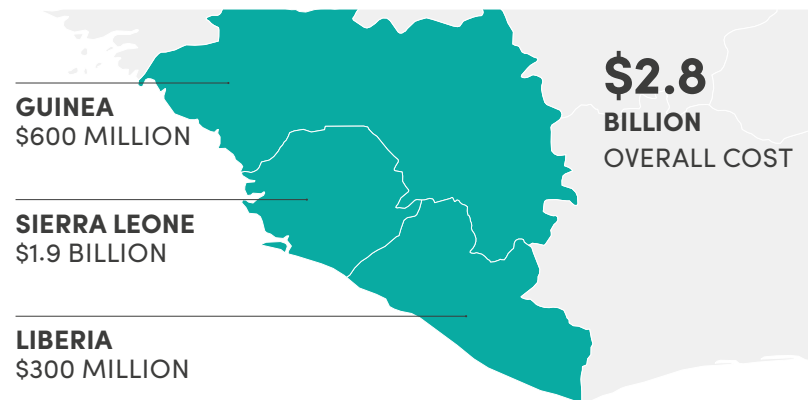 GUINEA
$600 MILLION
SIERRA LEONE
$1.9 BILLION
LIBERIA
$300 MILLION
$2.8
BILLION
OVERALL COST